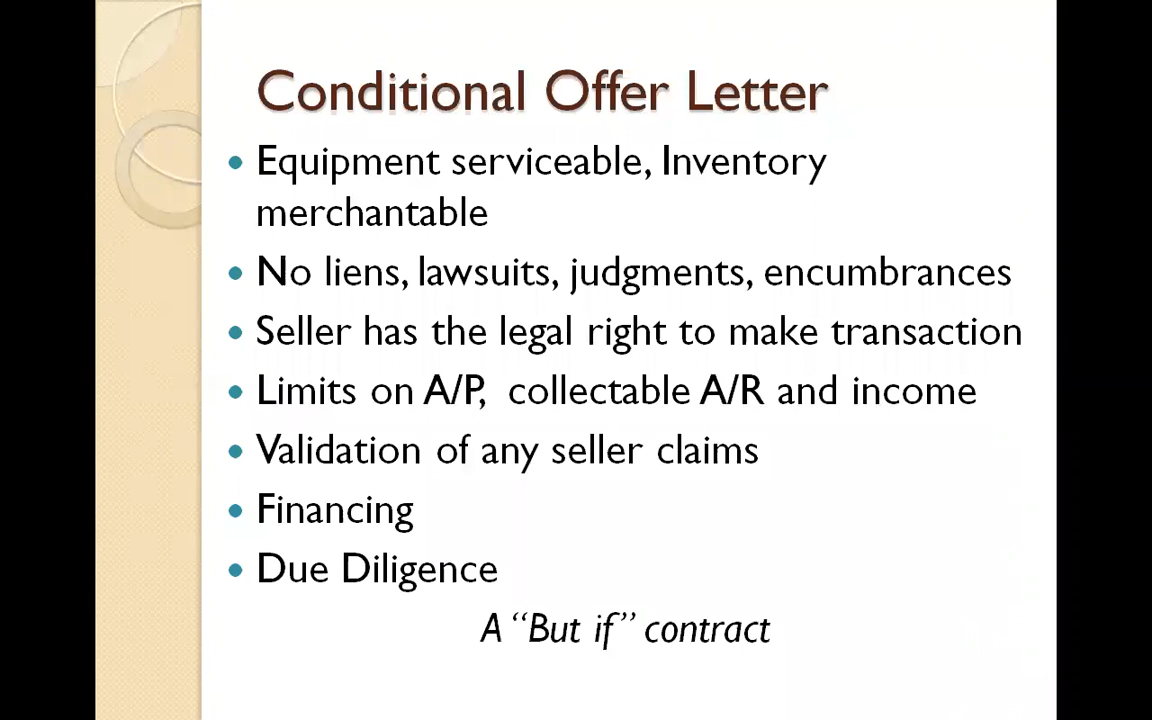 Conditional Offer Letter
• Equipment serviceable, Inventory
merchantable
• No liens, lawsuits, judgments, encumbrances
• Seller has the legal right to make transaction
• Limits on A/P,  collectable A/R and income
• Validation of any seller claims
• Financing
• Due Diligence
A “But if” contract